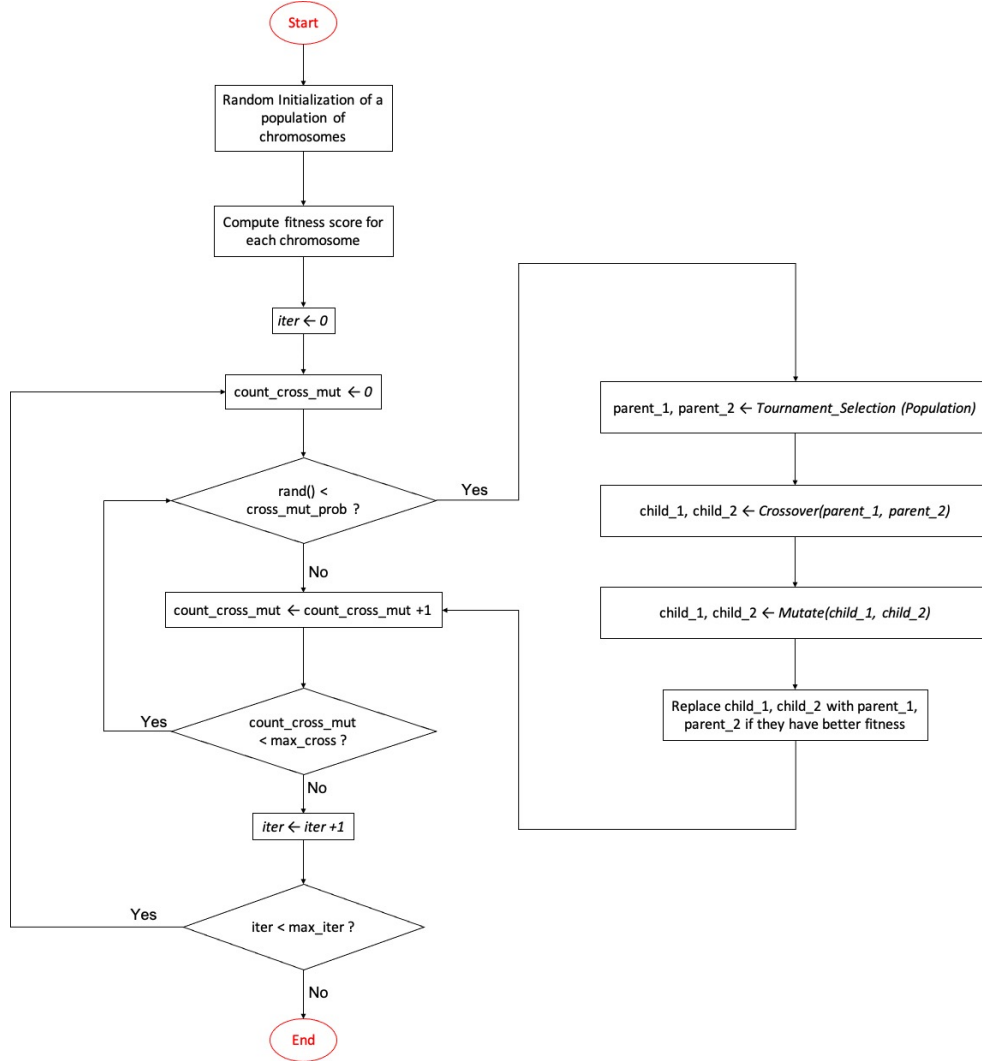 Start
Random Initialization of a
population of
chromosomes
Compute fitness score for
each chromosome
iter ← 0
count_cross_mut ← 0
rand() <
cross_mut_prob ?
Yes
No
parent_1, parent_2 ← Tournament_Selection (Population)
child_1, child_2 ← Crossover(parent_1, parent_2)
child_1, child_2 ← Mutate(child_1, child_2)
Replace child_1, child_2 with parent_1,
parent_2 if they have better fitness
count_cross_mut ← count_cross_mut +1
count_cross_mut
< max_cross ?
Yes
No
iter ← iter +1
iter < max_iter ?
Yes
No
End